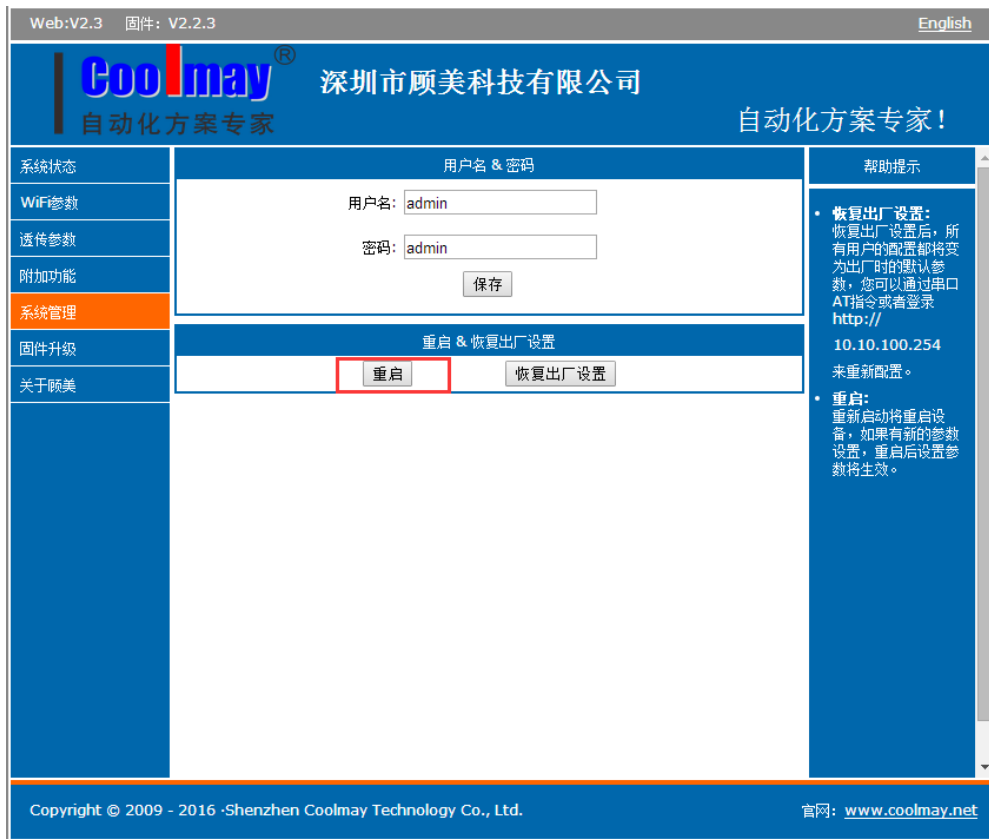 Web:V2.3 固件: V2.2.3 English
Coolmay® 深圳市顾美科技有限公司
自动化方案专家 自动化方案专家！
系统状态
WiFi参数
透传参数
附加功能
系统管理
固件升级
关于顾美
用户名 & 密码
用户名: admin
密码: admin
保存
重启 & 恢复出厂设置
重启 恢复出厂设置
帮助提示
• 恢复出厂设置:
恢复出厂设置后，所
有用户的配置都将变
为出厂时的默认参
数，您可以通过串口
AT指令或者登录
http://
10.10.100.254
来重新配置。
• 重启:
重新启动将重启设
备，如果有新的参数
设置，重启后设置参
数将生效。
Copyright © 2009 - 2016 ·Shenzhen Coolmay Technology Co., Ltd. 官网: www.coolmay.net